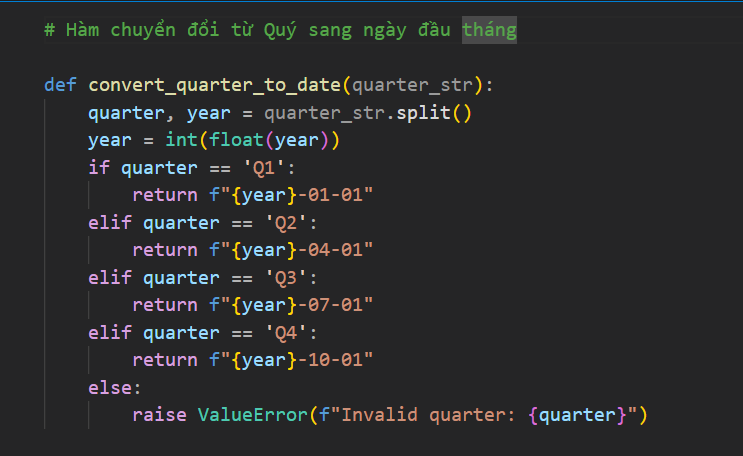 # Hàm chuyển đổi từ Quý sang ngày đầu tháng
def convert_quarter_to_date(quarter_str):
quarter, year = quarter_str.split()
year = int(float(year))
if quarter == 'Q1':
return f"{year}-01-01"
elif quarter == 'Q2':
return f"{year}-04-01"
elif quarter == 'Q3':
return f"{year}-07-01"
elif quarter == 'Q4':
return f"{year}-10-01"
else:
raise ValueError(f"Invalid quarter: {quarter}")